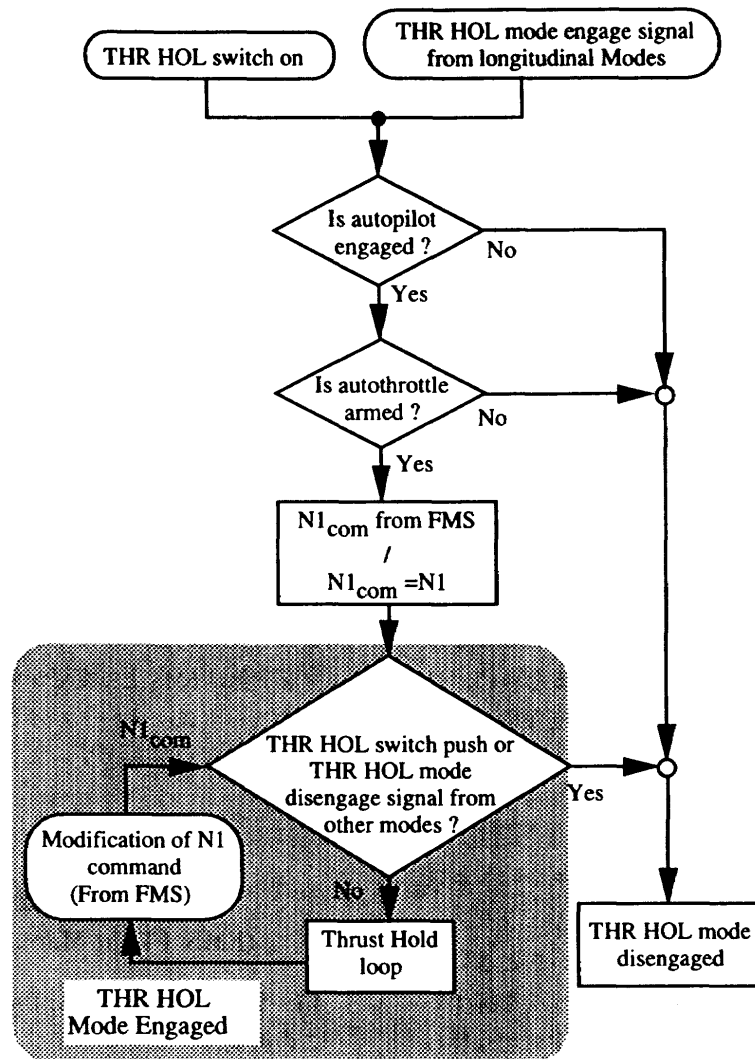 THR HOL switch on
THR HOL mode engage signal
from longitudinal Modes
Is autopilot
engaged ?
No
Yes
Is autothrottle
armed ?
No
Yes
N1com from FMS
/
N1com =N1
N1com
THR HOL switch push or
THR HOL mode
disengage signal from
other modes ?
Yes
Modification of N1
command
(From FMS)
No
Thrust Hold
loop
THR HOL mode
disengaged
THR HOL
Mode Engaged